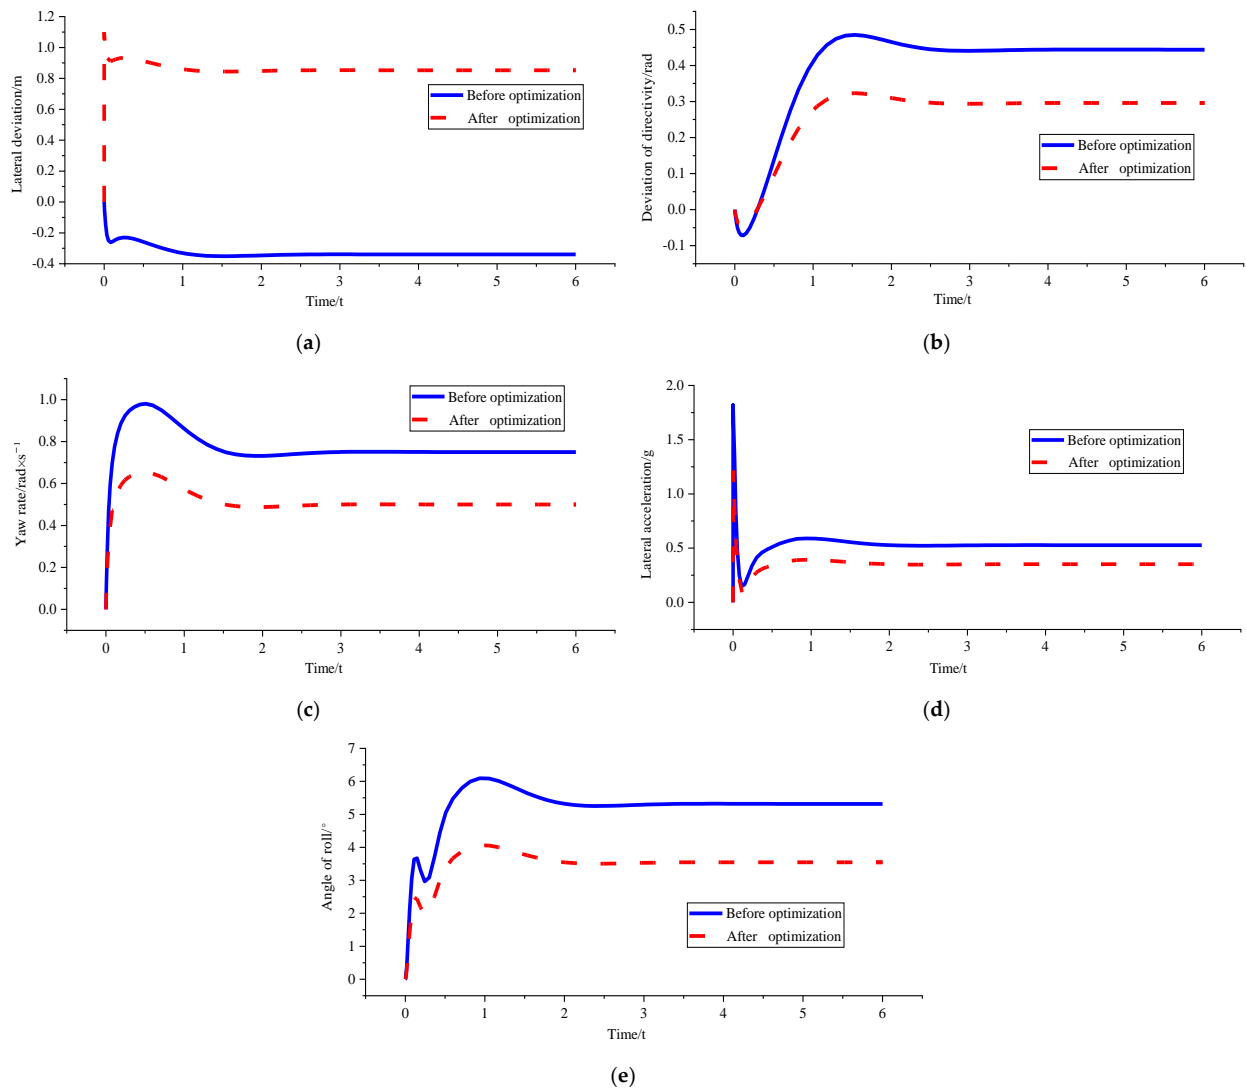 1.2
1.0
0.8
0.6
0.4
0.2
0.0
-0.2
-0.4
Lateral deviation/m
Before optimization
After optimization
0 1 2 3 4 5 6
Time/t
(a)
0.5
0.4
0.3
0.2
0.1
0.0
-0.1
Deviation of directivity/rad
Before optimization
After optimization
0 1 2 3 4 5 6
Time/t
(b)
1.0
0.8
0.6
0.4
0.2
0.0
Yaw rate/rad×s⁻¹
Before optimization
After optimization
0 1 2 3 4 5 6
Time/t
(c)
2.0
1.5
1.0
0.5
0.0
Lateral acceleration/g
Before optimization
After optimization
0 1 2 3 4 5 6
Time/t
(d)
7
6
5
4
3
2
1
0
Angle of roll/°
Before optimization
After optimization
0 1 2 3 4 5 6
Time/t
(e)